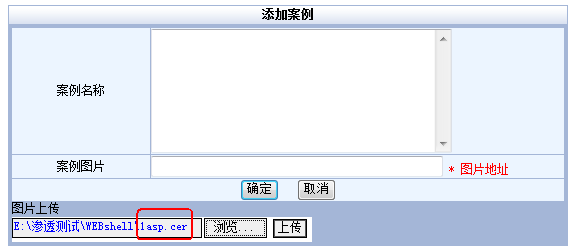 添加案例
案例名称
案例图片
* 图片地址
确定 取消
图片上传
E:\渗透测试\WEBshell\1asp.cer 浏览... 上传